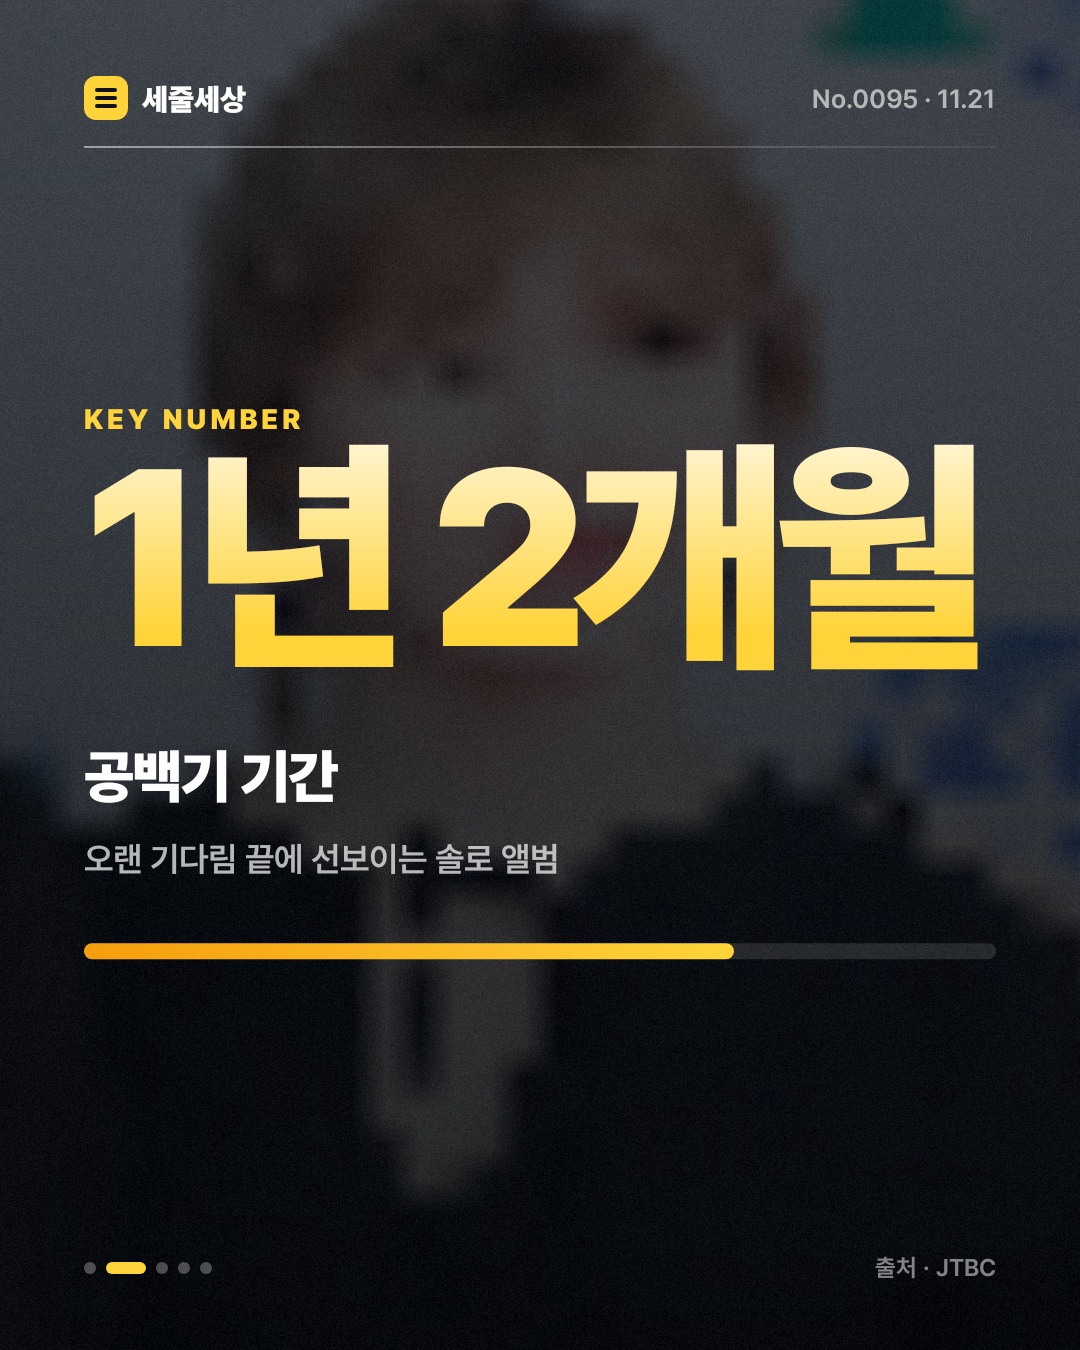 세줄세상
No.0095 · 11.21
KEY NUMBER
1년 2개월
공백기 기간
오랜 기다림 끝에 선보이는 솔로 앨범
출처 · JTBC